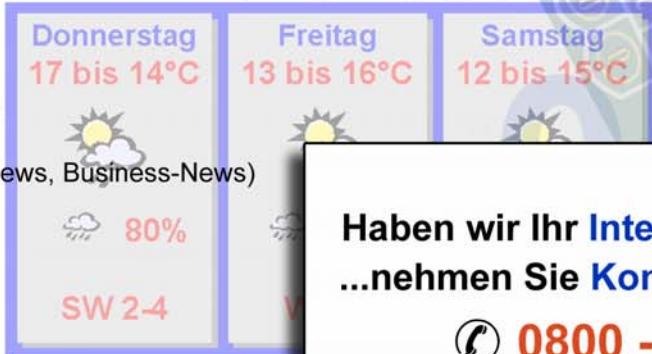 Donnerstag Freitag Samstag
17 bis 14°C 13 bis 16°C 12 bis 15°C
ews, Business-News)
80%
SW 2-4
Haben wir Ihr Inte
...nehmen Sie Kon
0800 -